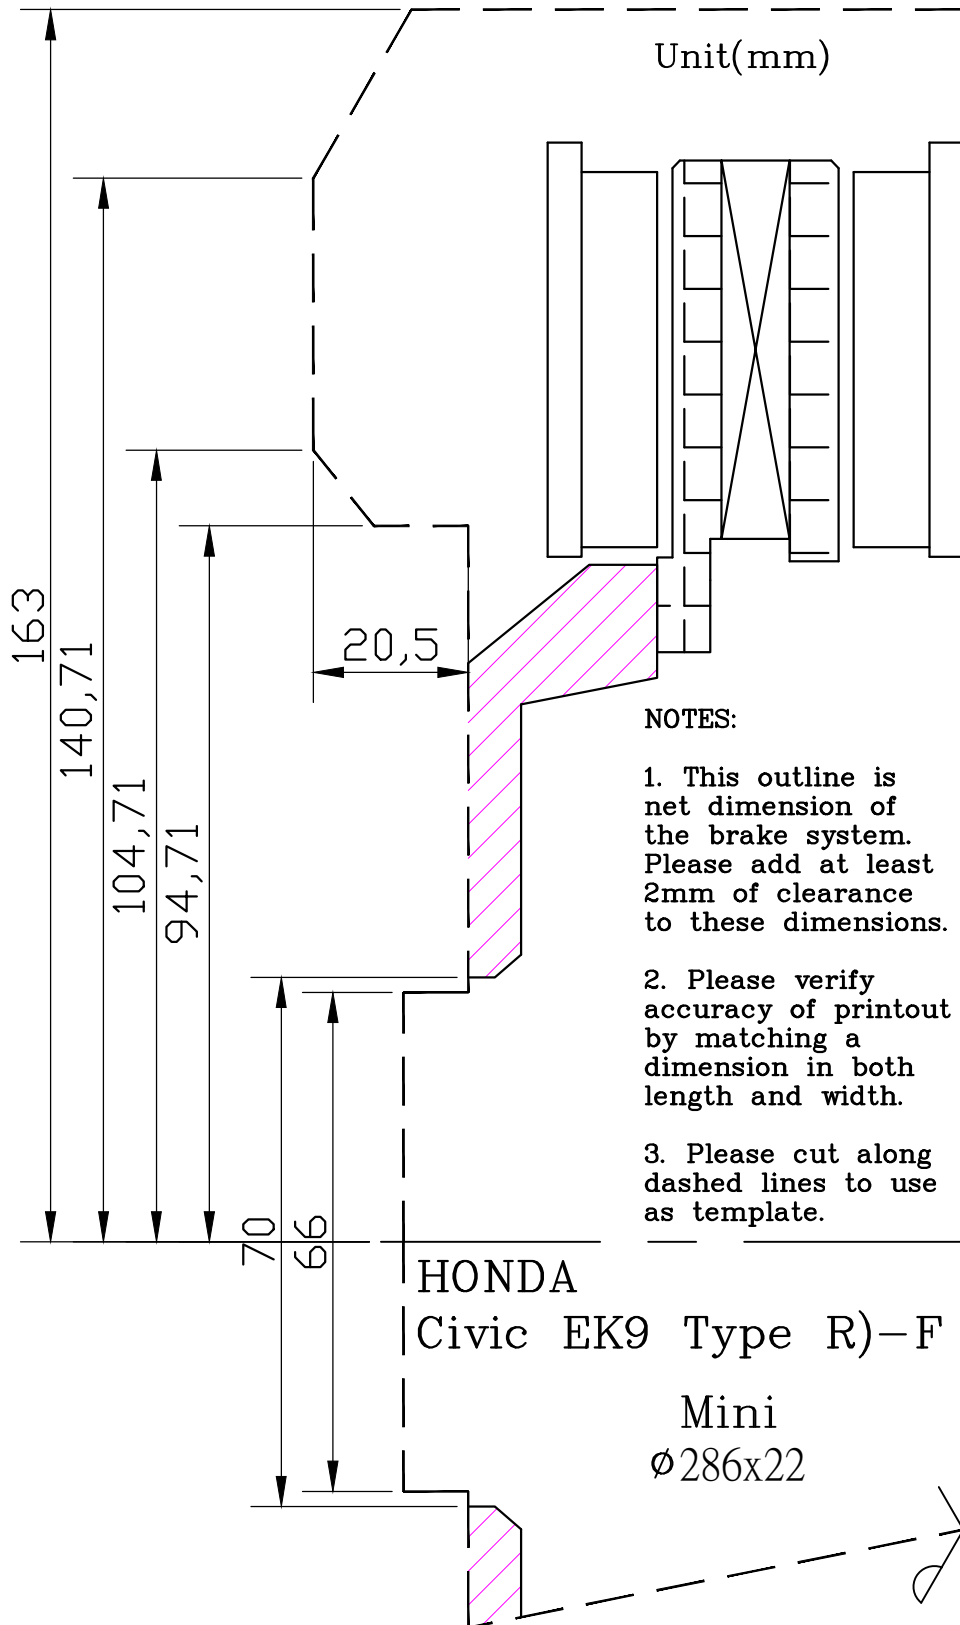 Unit(mm)
163
140,71
104,71
94,71
20,5
70
66
NOTES:
1. This outline is
net dimension of
the brake system.
Please add at least
2mm of clearance
to these dimensions.
2. Please verify
accuracy of printout
by matching a
dimension in both
length and width.
3. Please cut along
dashed lines to use
as template.
HONDA
Civic EK9 Type R)-F
Mini
Ø286x22